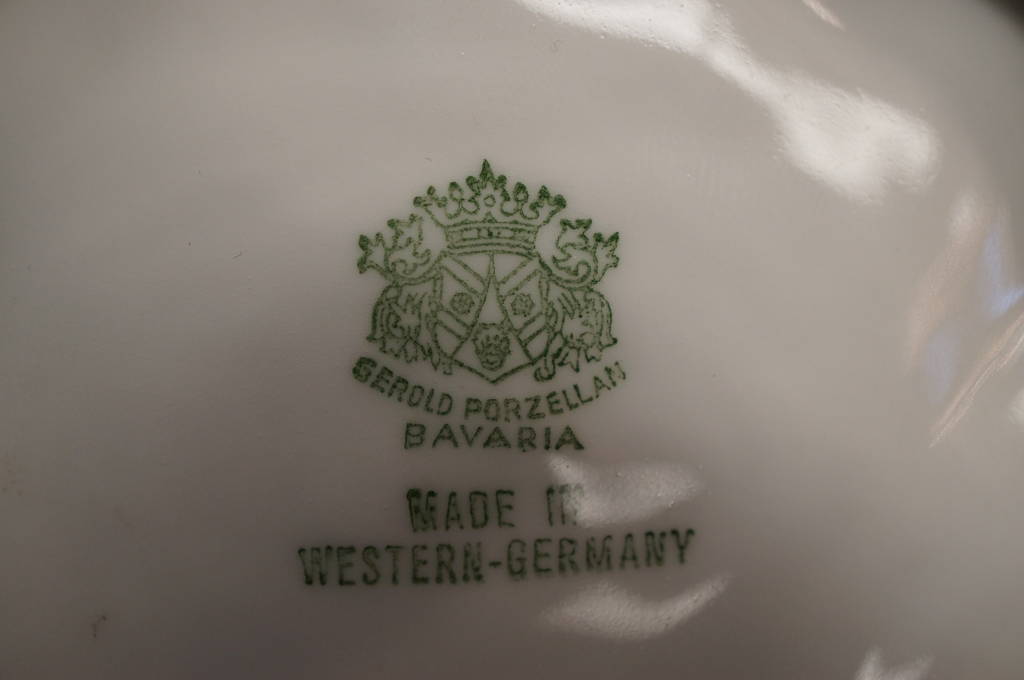 GEROLD PORZELLAN
BAVARIA
MADE IN
WESTERN-GERMANY